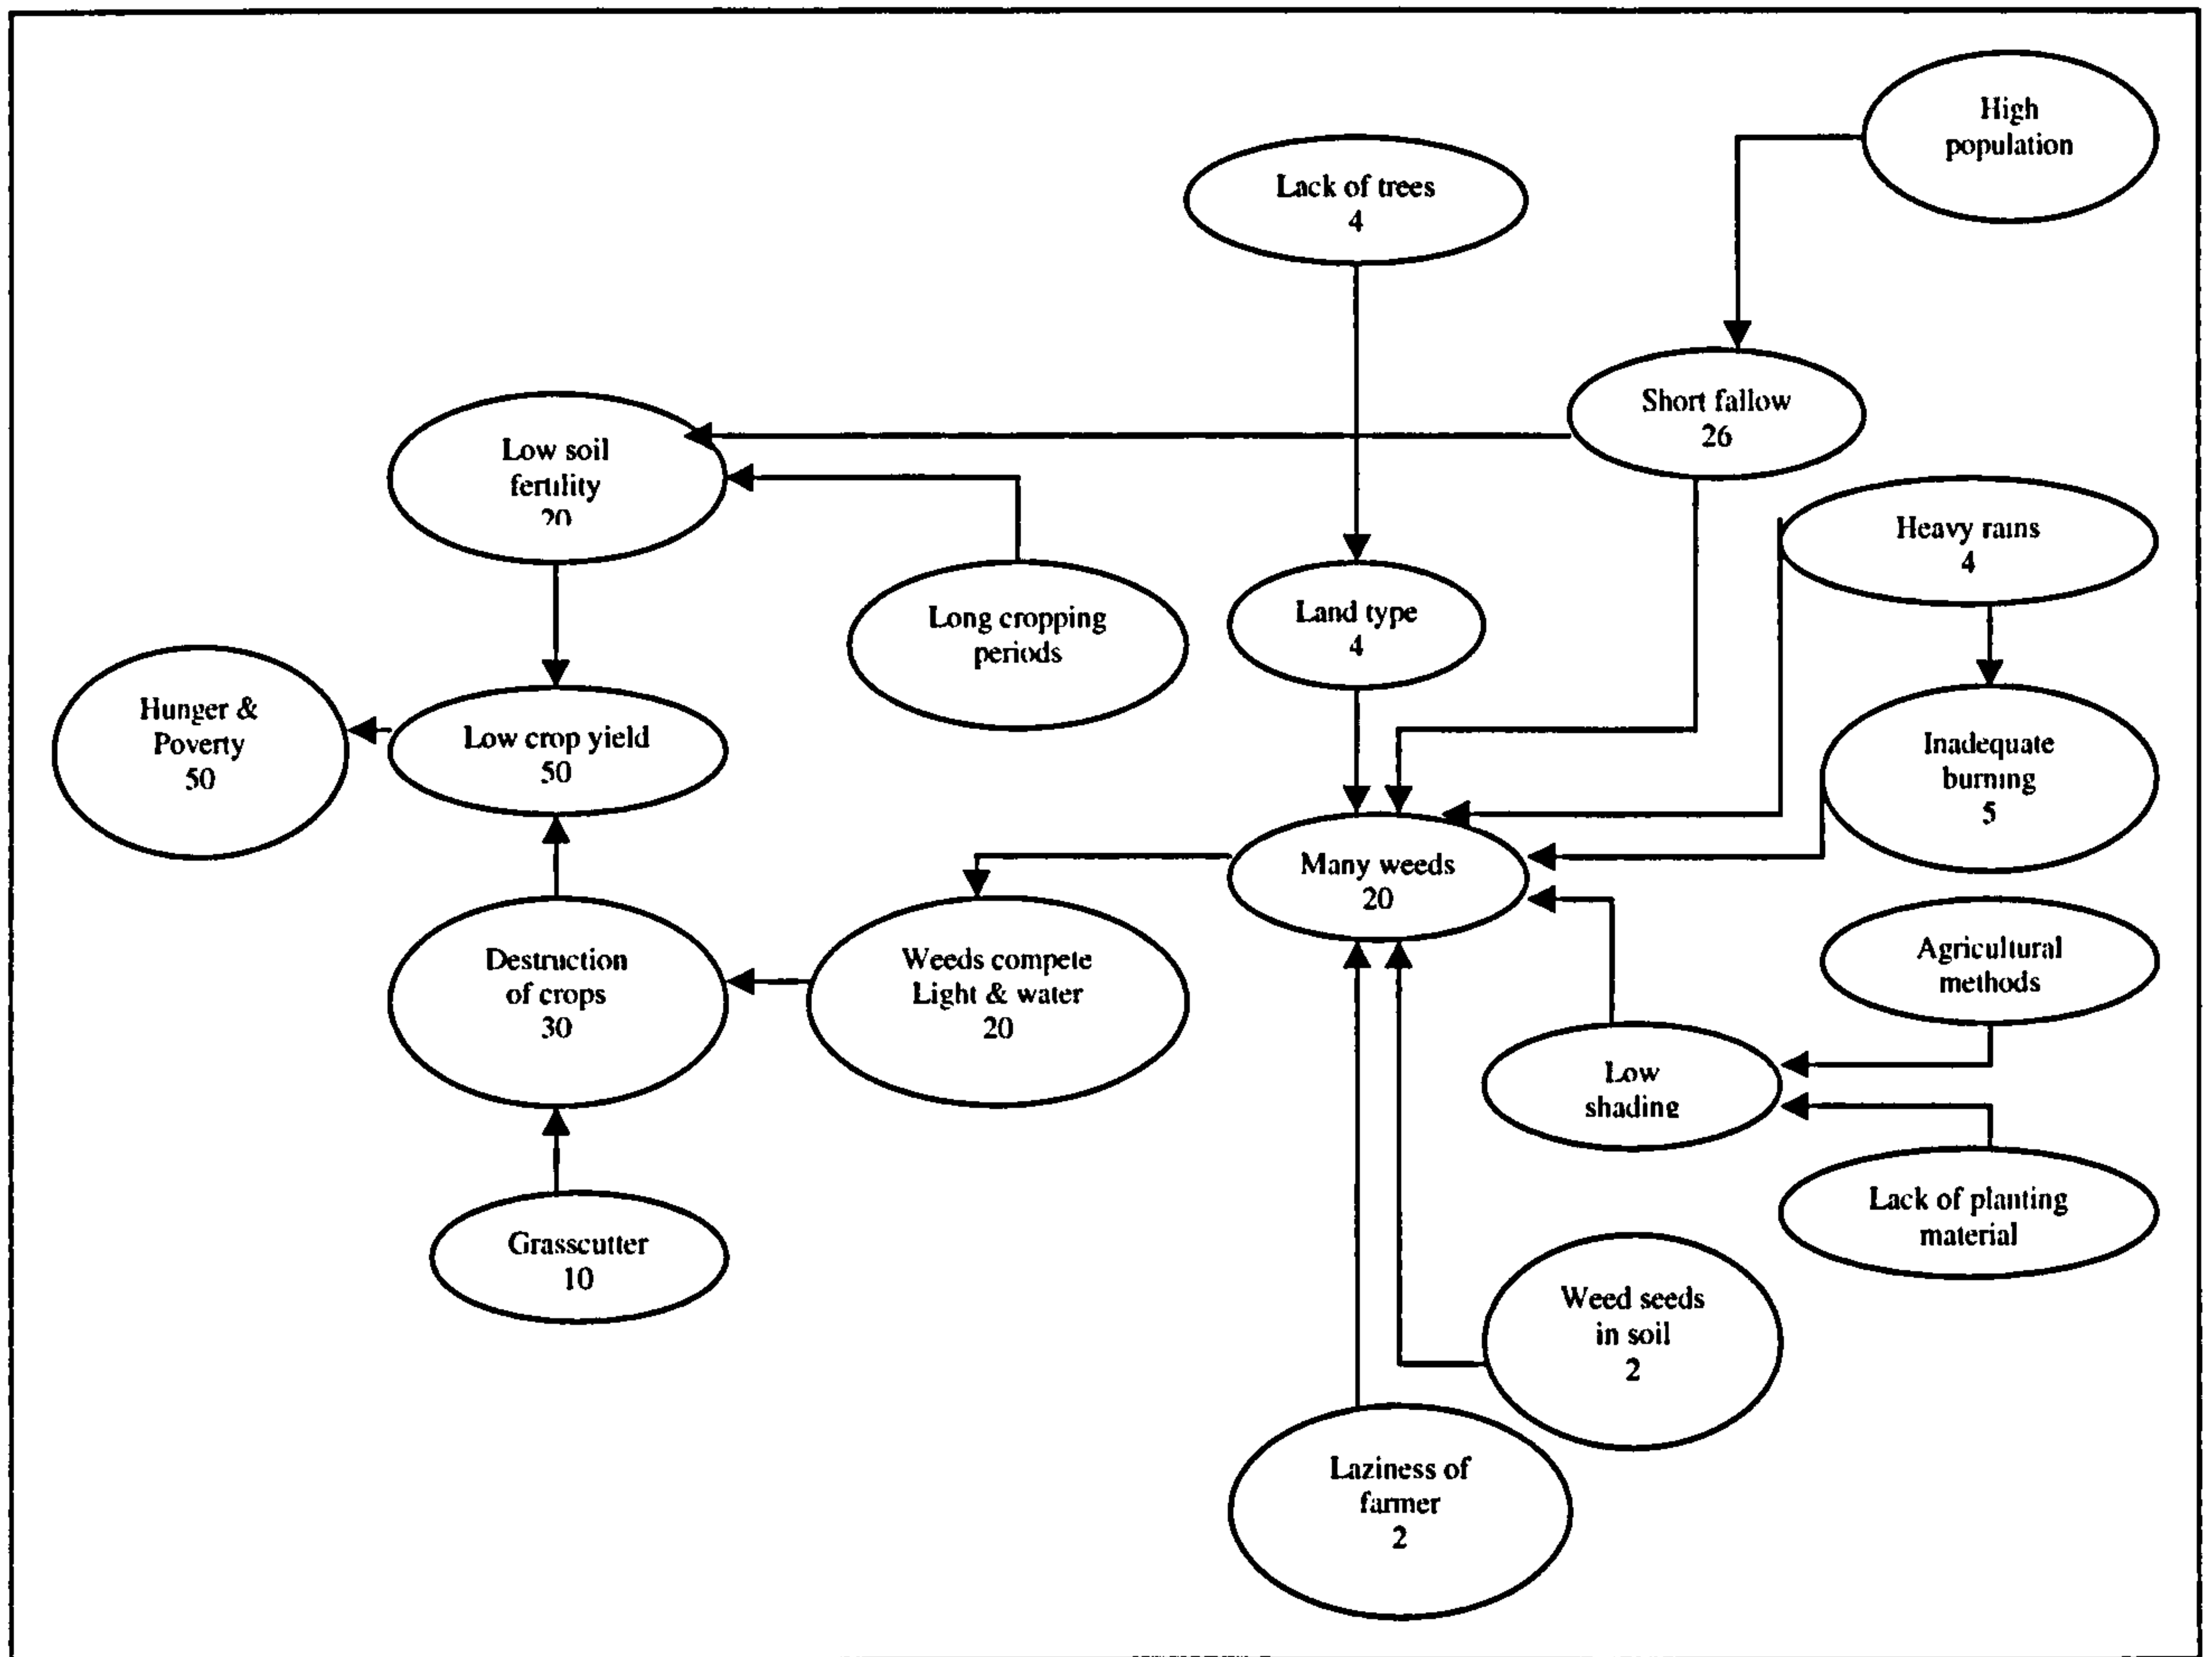 High
population
Lack of trees
4
Short fallow
26
Low soil
fertility
20
Heavy rains
4
Long cropping
periods
Land type
4
Hunger &
Poverty
50
Low crop yield
50
Inadequate
burning
5
Many weeds
20
Destruction
of crops
30
Weeds compete
Light & water
20
Agricultural
methods
Low
shading
Lack of planting
material
Grasscutter
10
Weed seeds
in soil
2
Laziness of
farmer
2